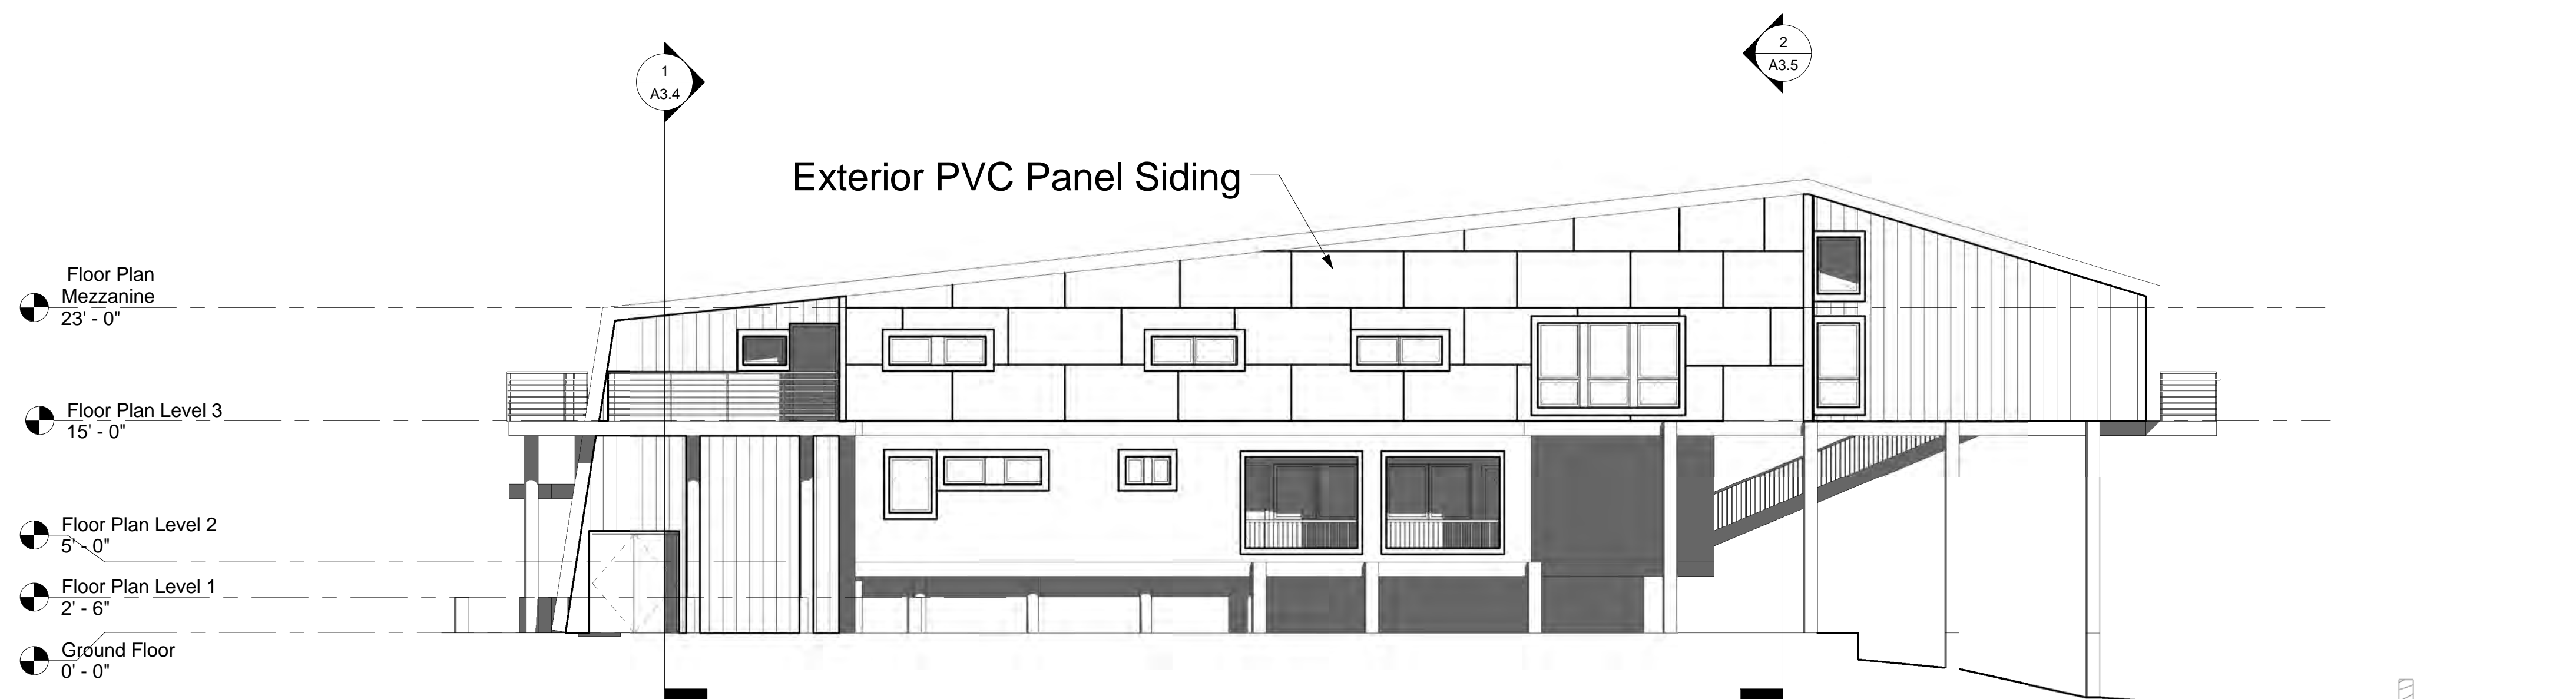 2
A3.5
1
A3.4
Exterior PVC Panel Siding
Floor Plan
Mezzanine
23' - 0"
Floor Plan Level 3
15' - 0"
Floor Plan Level 2
5' - 0"
Floor Plan Level 1
2' - 6"
Ground Floor
0' - 0"